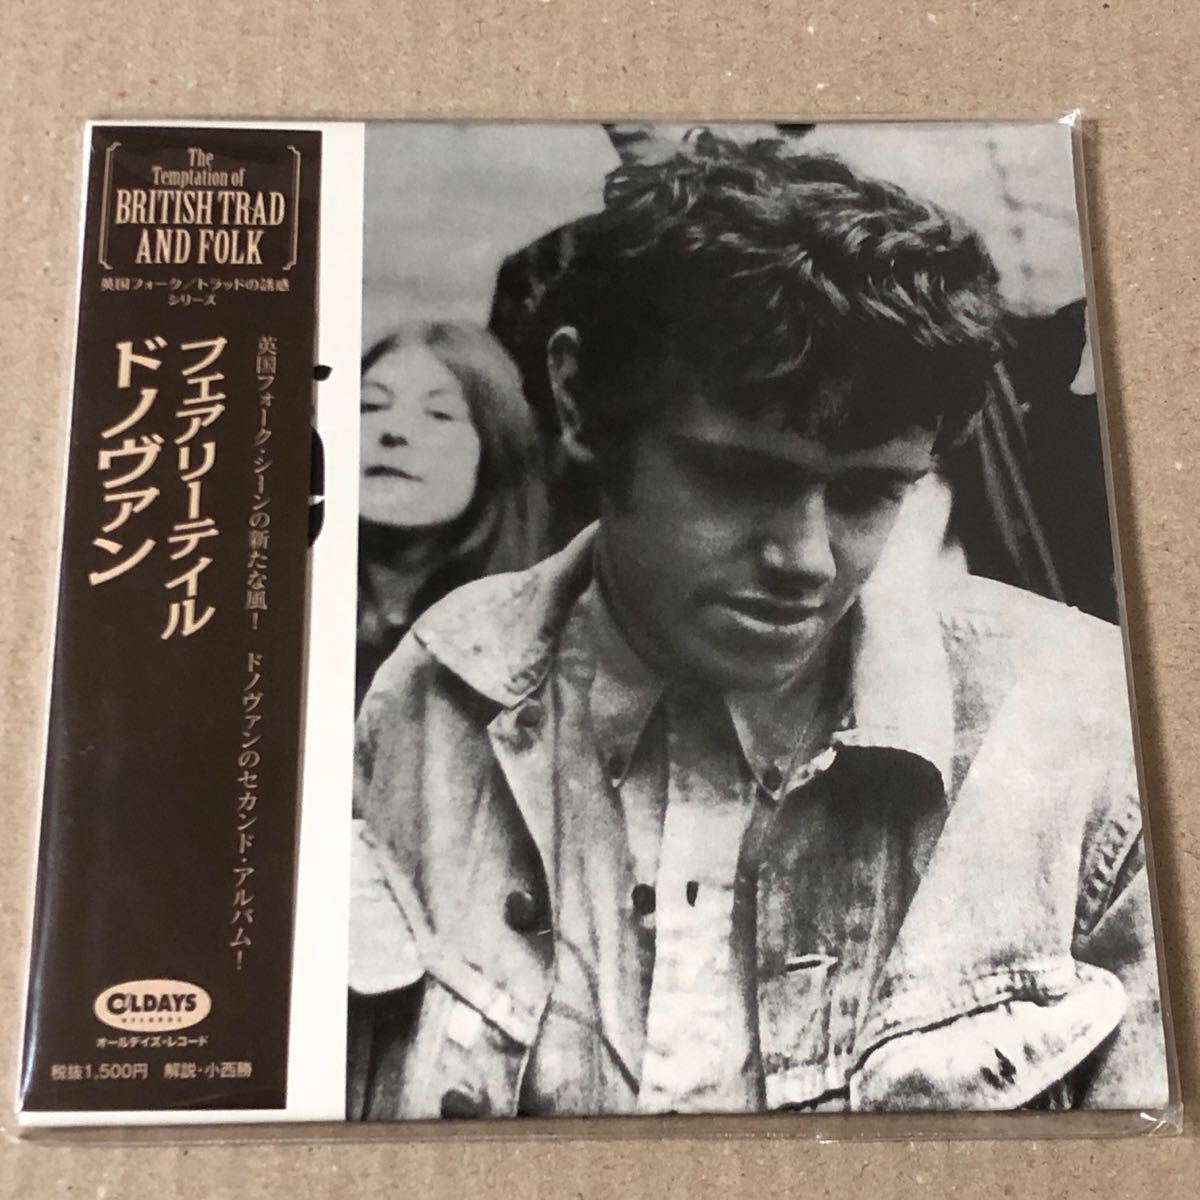 The
Temptation of
BRITISH TRAD
AND FOLK
英国フォーク／トラッドの誘惑
シリーズ
英国フォーク・シーンの新たな風！　ドノヴァンのセカンド・アルバム！
フェアリーテイル
ドノヴァン
OLDAYS
RECORDS
オールデイズ・レコード
税抜1,500円　解説・小西勝